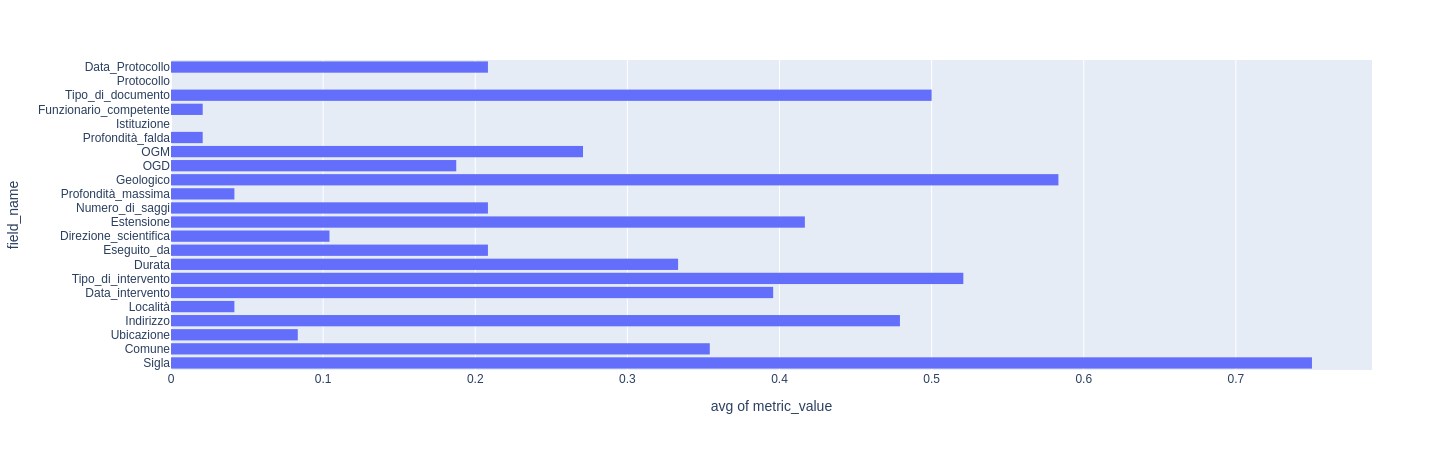 Data_Protocollo
Protocollo
Tipo_di_documento
Funzionario_competente
Istituzione
Profondità_falda
OGM
OGD
Geologico
Profondità_massima
Numero_di_saggi
Estensione
Direzione_scientifica
Eseguito_da
Durata
Tipo_di_intervento
Data_intervento
Località
Indirizzo
Ubicazione
Comune
Sigla
field_name
0 0.1 0.2 0.3 0.4 0.5 0.6 0.7
avg of metric_value